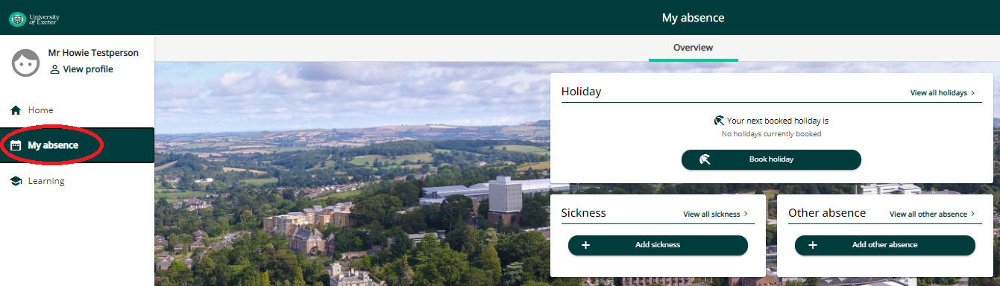 University
of Exeter
My absence
Mr Howie Testperson
View profile
Overview
Home
My absence
Learning
Holiday
View all holidays
Your next booked holiday is
No holidays currently booked
Book holiday
Sickness
View all sickness
Add sickness
Other absence
View all other absence
Add other absence